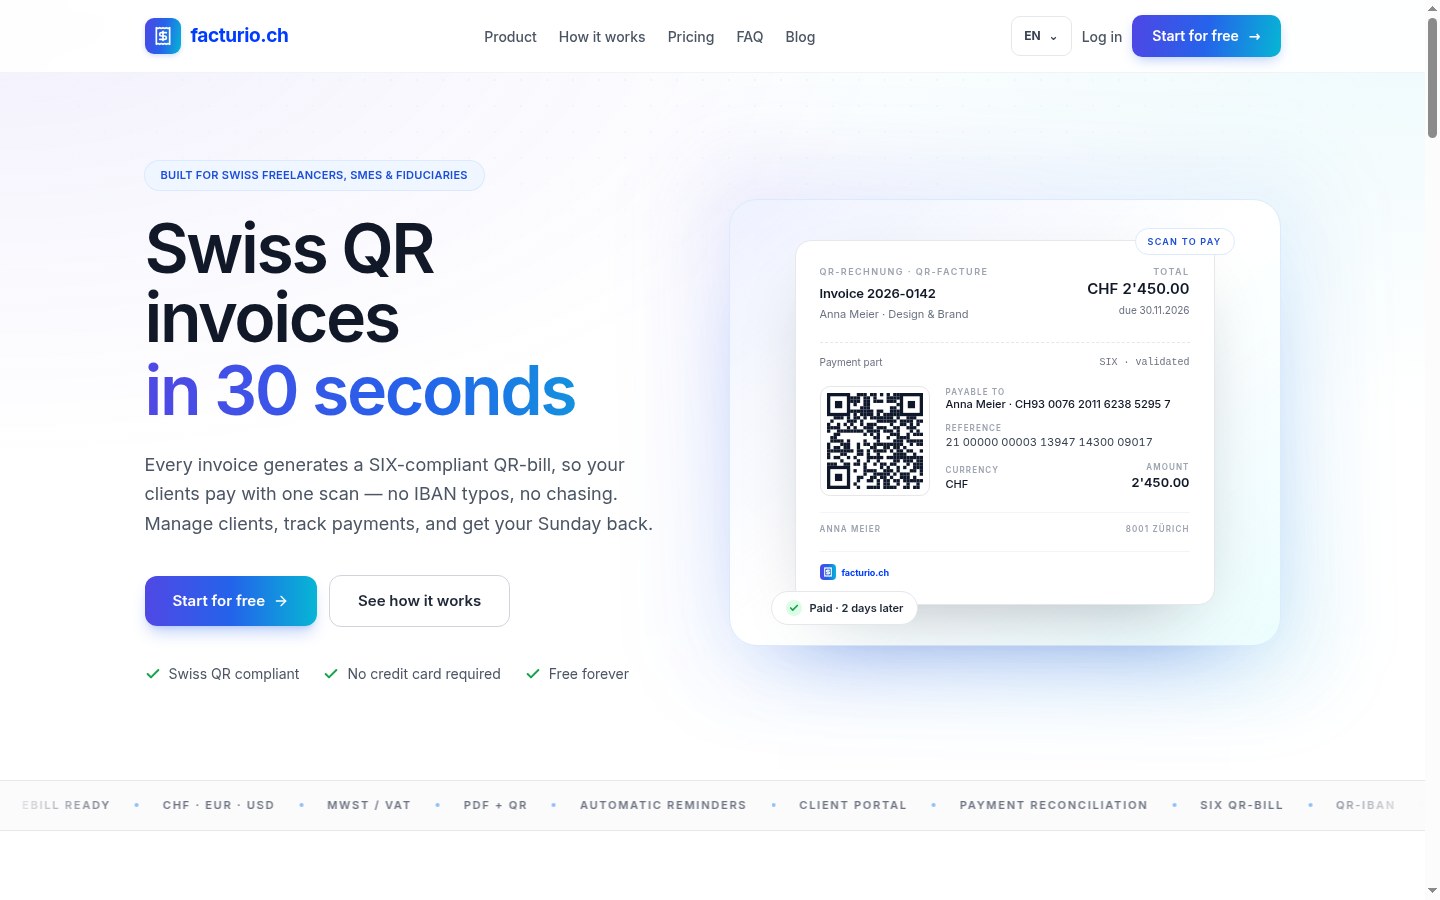 facturio.ch
Product How it works Pricing FAQ Blog
EN Log in Start for free →
BUILT FOR SWISS FREELANCERS, SMES & FIDUCIARIES
Swiss QR
invoices
in 30 seconds
Every invoice generates a SIX-compliant QR-bill, so your
clients pay with one scan — no IBAN typos, no chasing.
Manage clients, track payments, and get your Sunday back.
Start for free → See how it works
Swiss QR compliant No credit card required Free forever
SCAN TO PAY
QR-RECHNUNG · QR-FACTURE TOTAL
Invoice 2026-0142 CHF 2'450.00
Anna Meier · Design & Brand due 30.11.2026
Payment part SIX · validated
PAYABLE TO
Anna Meier · CH93 0076 2011 6238 5295 7
REFERENCE
21 00000 00003 13947 14300 09017
CURRENCY AMOUNT
CHF 2'450.00
ANNA MEIER 8001 ZÜRICH
facturio.ch
Paid · 2 days later
EBILL READY • CHF · EUR · USD • MWST / VAT • PDF + QR • AUTOMATIC REMINDERS • CLIENT PORTAL • PAYMENT RECONCILIATION • SIX QR-BILL • QR-IBAN